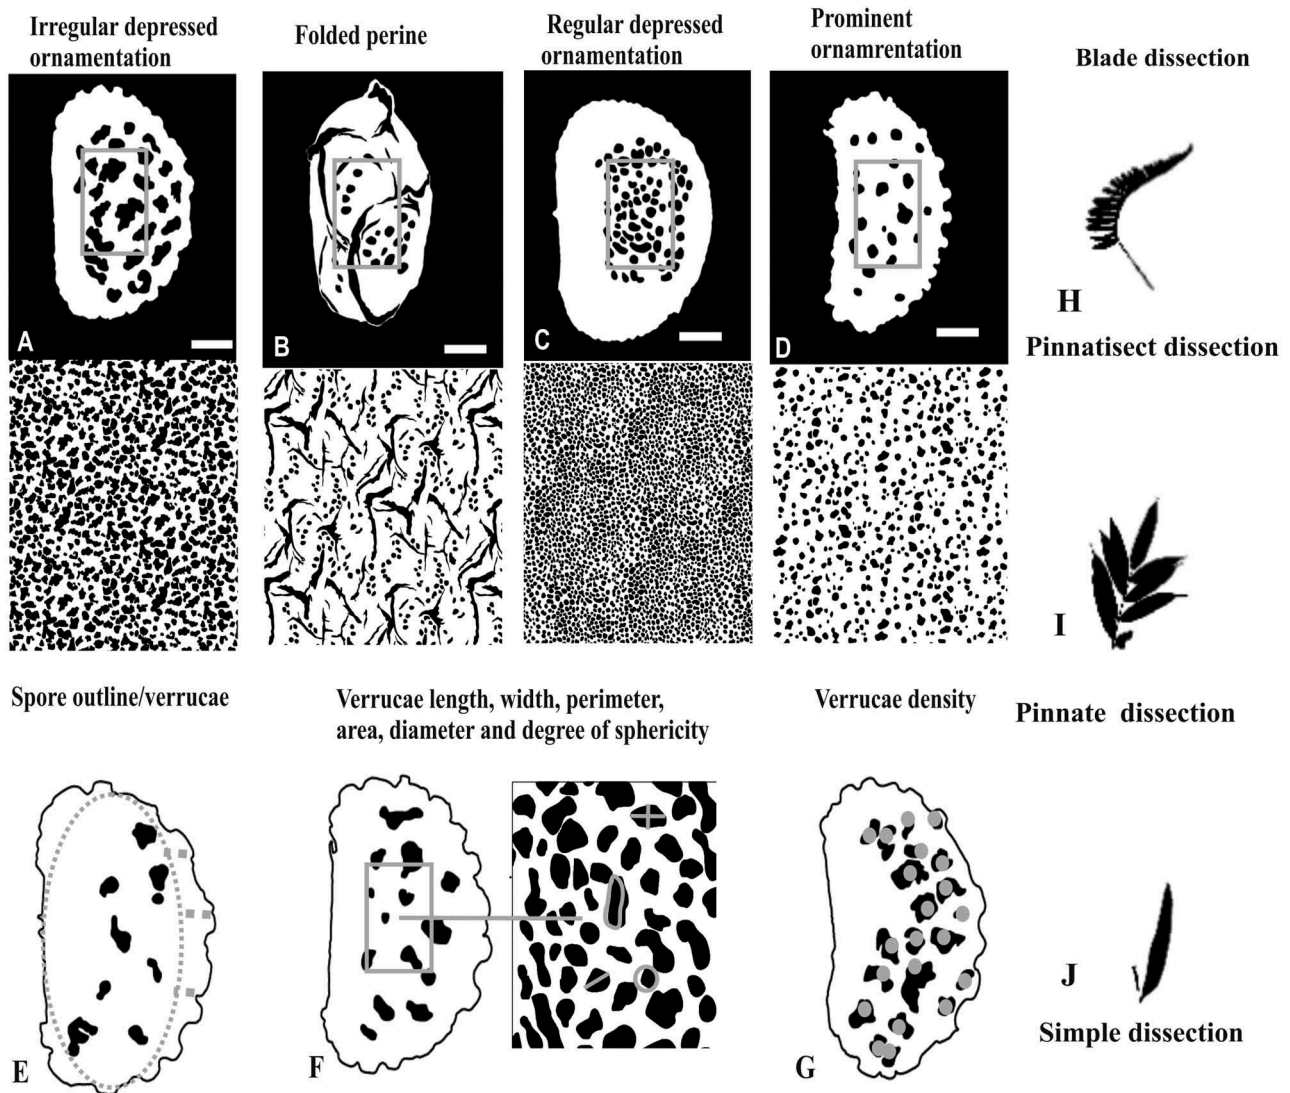 Irregular depressed
ornamentation
Folded perine
Regular depressed
ornamentation
Prominent
ornamrentation
Blade dissection
A
B
C
D
H
Pinnatisect dissection
I
Spore outline/verrucae
Verrucae length, width, perimeter,
area, diameter and degree of sphericity
Verrucae density
Pinnate dissection
E
F
G
J
Simple dissection